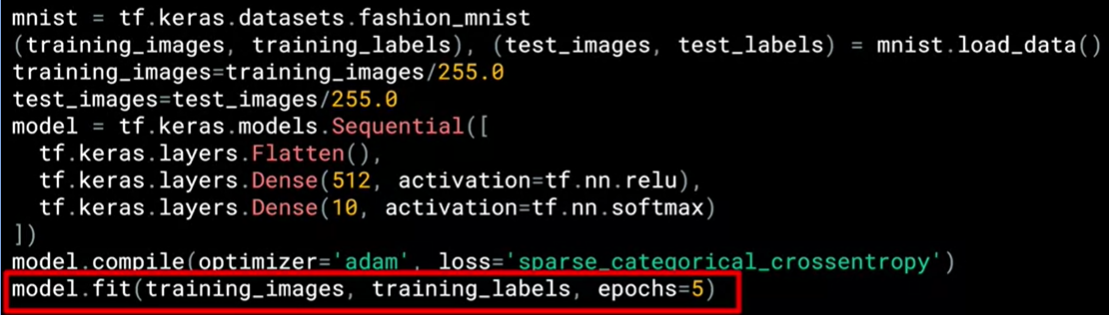 mnist = tf.keras.datasets.fashion_mnist
(training_images, training_labels), (test_images, test_labels) = mnist.load_data()
training_images=training_images/255.0
test_images=test_images/255.0
model = tf.keras.models.Sequential([
  tf.keras.layers.Flatten(),
  tf.keras.layers.Dense(512, activation=tf.nn.relu),
  tf.keras.layers.Dense(10, activation=tf.nn.softmax)
])
model.compile(optimizer='adam', loss='sparse_categorical_crossentropy')
model.fit(training_images, training_labels, epochs=5)